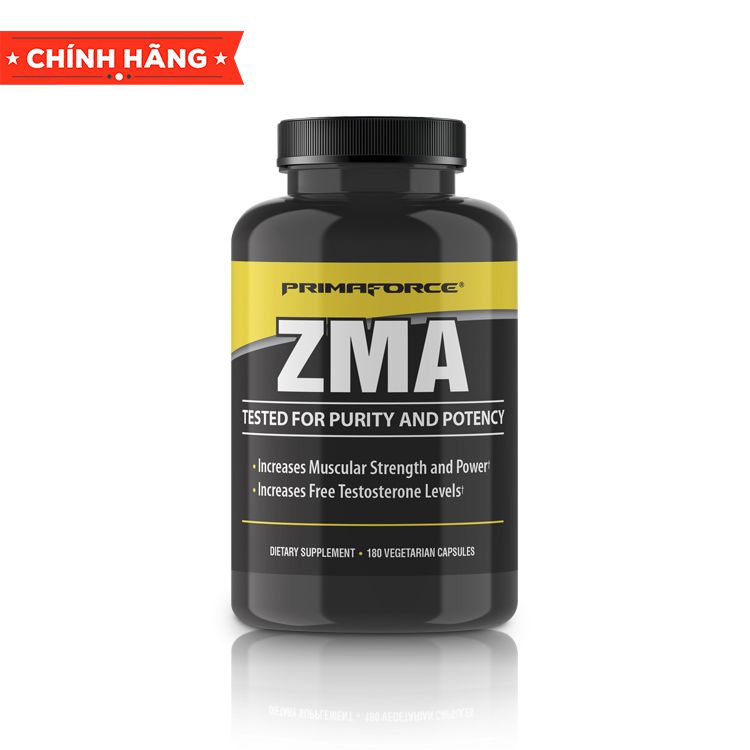 ★ CHÍNH HÃNG ★
PRIMAFORCE®
ZMA
TESTED FOR PURITY AND POTENCY
• Increases Muscular Strength and Power†
• Increases Free Testosterone Levels†
DIETARY SUPPLEMENT • 180 VEGETARIAN CAPSULES